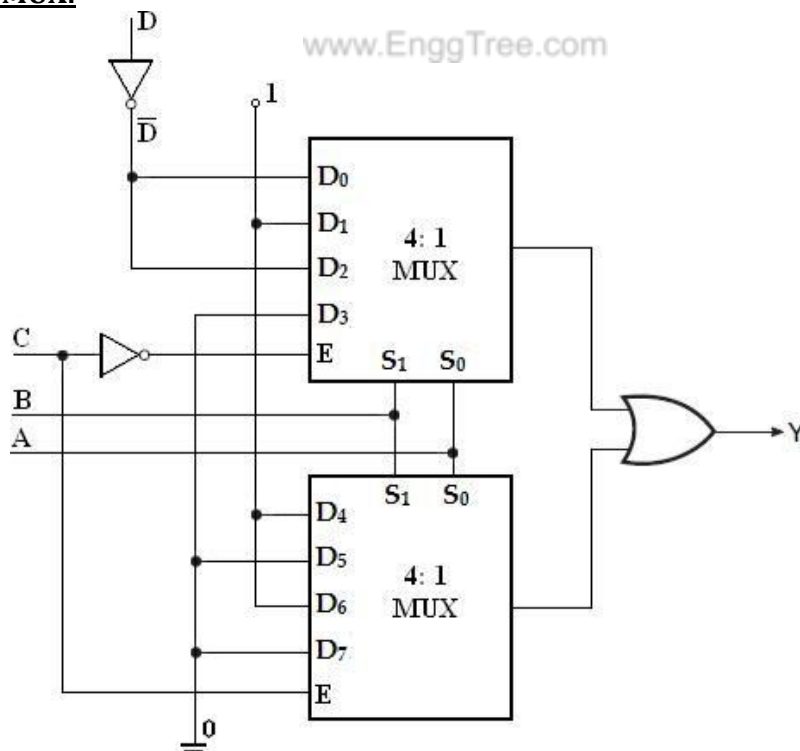 MUX:
D
www.EnggTree.com
1
D̅
D0
D1
4: 1
MUX
D2
D3
C
E
S1 S0
B
A
Y
S1 S0
D4
D5
4: 1
MUX
D6
D7
E
0